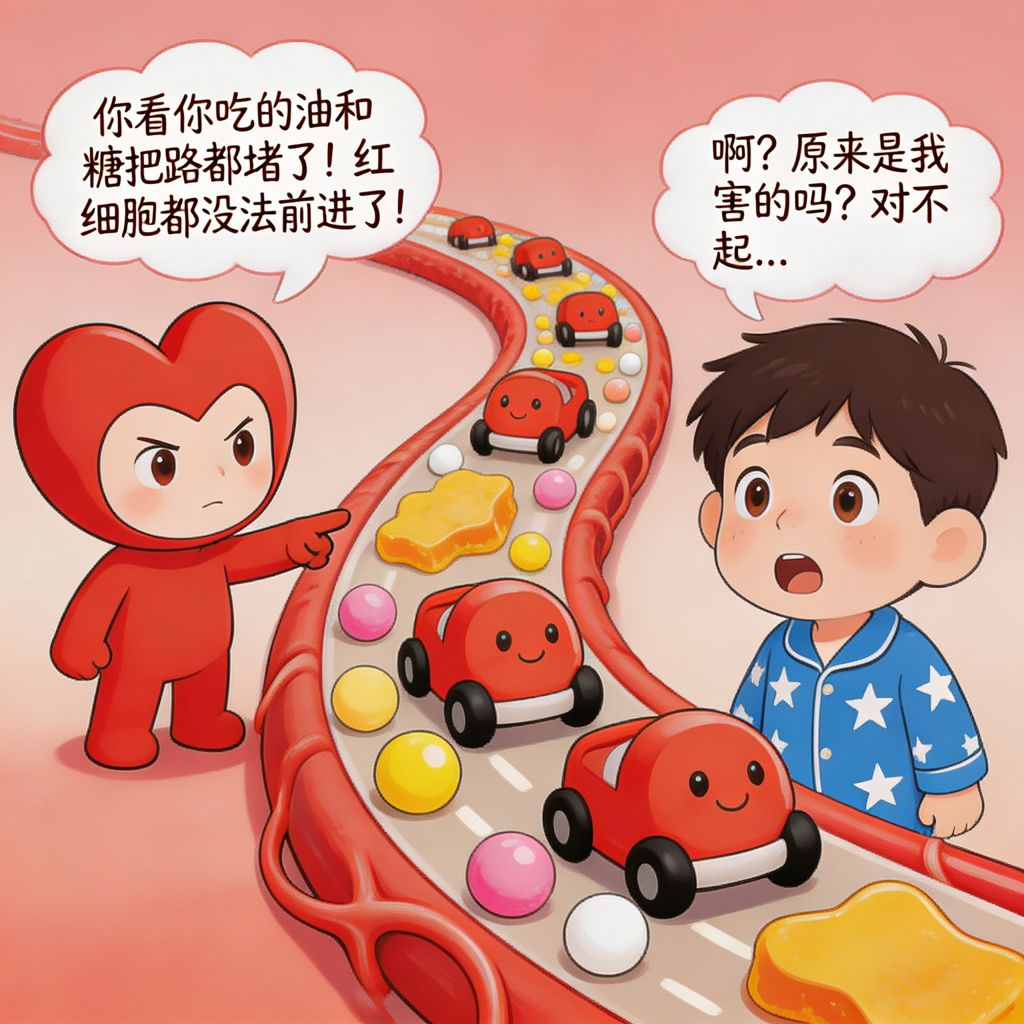 你看你吃的油和
糖把路都堵了！红
细胞都没法前进了！
啊？原来是我
害的吗？对不
起...